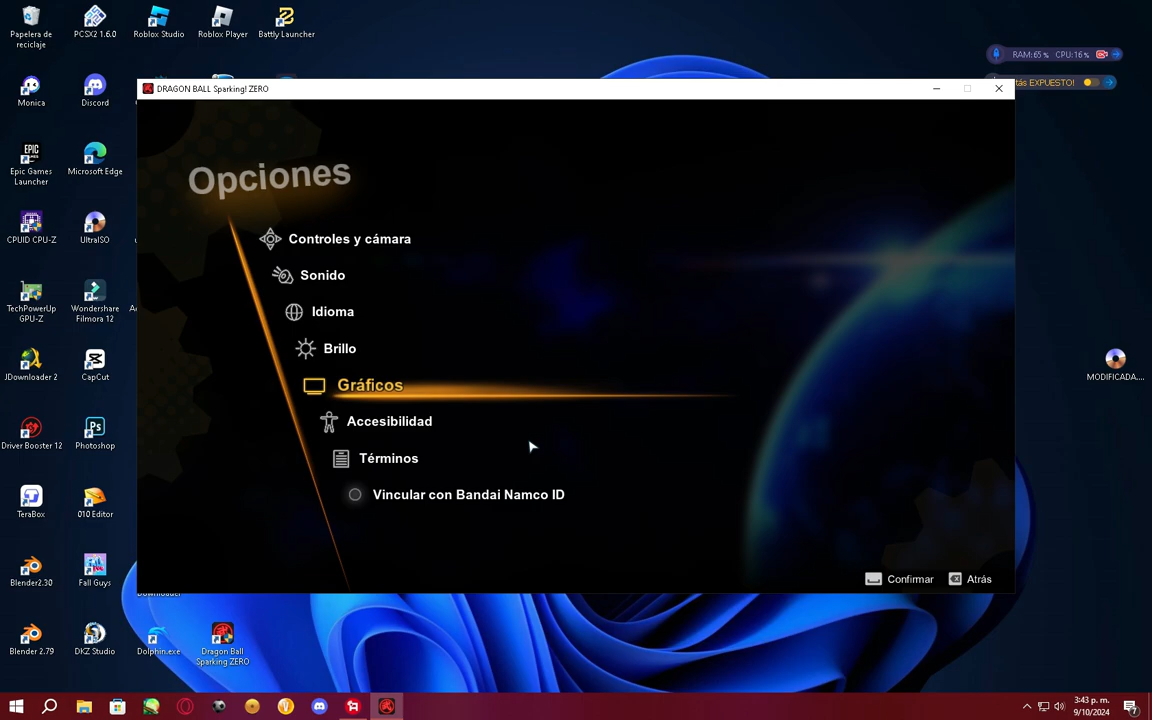 Papelera de
reciclaje
PCSX2 1.6.0
Roblox Studio
Roblox Player
Battly Launcher
RAM:65% CPU:16%
tás EXPUESTO!
Monica
Discord
DRAGON BALL Sparking! ZERO
Opciones
Epic Games
Launcher
Microsoft Edge
Controles y cámara
Sonido
CPUID CPU-Z
UltraISO
Idioma
TechPowerUp
GPU-Z
Wondershare
Filmora 12
Brillo
JDownloader 2
CapCut
Gráficos
MODIFICADA....
Accesibilidad
Driver Booster 12
Photoshop
Términos
TeraBox
010 Editor
Vincular con Bandai Namco ID
Blender2.30
Fall Guys
Confirmar
Atrás
Blender 2.79
DKZ Studio
Dolphin.exe
Dragon Ball
Sparking ZERO
3:43 p. m.
9/10/2024
7